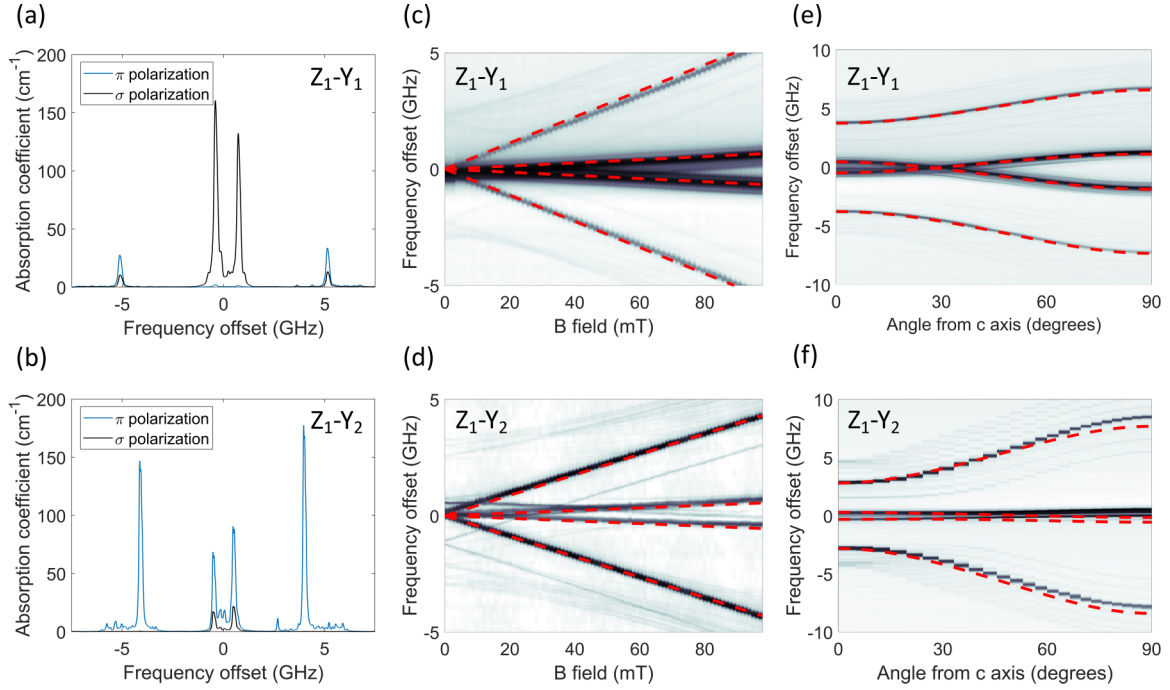 (a)
200
150
100
50
0
-5
0
5
Absorption coefficient (cm-1)
Frequency offset (GHz)
π polarization
σ polarization
Z1-Y1
(c)
5
0
-5
0
20
40
60
80
Frequency offset (GHz)
B field (mT)
Z1-Y1
(e)
10
5
0
-5
-10
0
30
60
90
Frequency offset (GHz)
Angle from c axis (degrees)
Z1-Y1
(b)
200
150
100
50
0
-5
0
5
Absorption coefficient (cm-1)
Frequency offset (GHz)
π polarization
σ polarization
Z1-Y2
(d)
5
0
-5
0
20
40
60
80
Frequency offset (GHz)
B field (mT)
Z1-Y2
(f)
10
5
0
-5
-10
0
30
60
90
Frequency offset (GHz)
Angle from c axis (degrees)
Z1-Y2